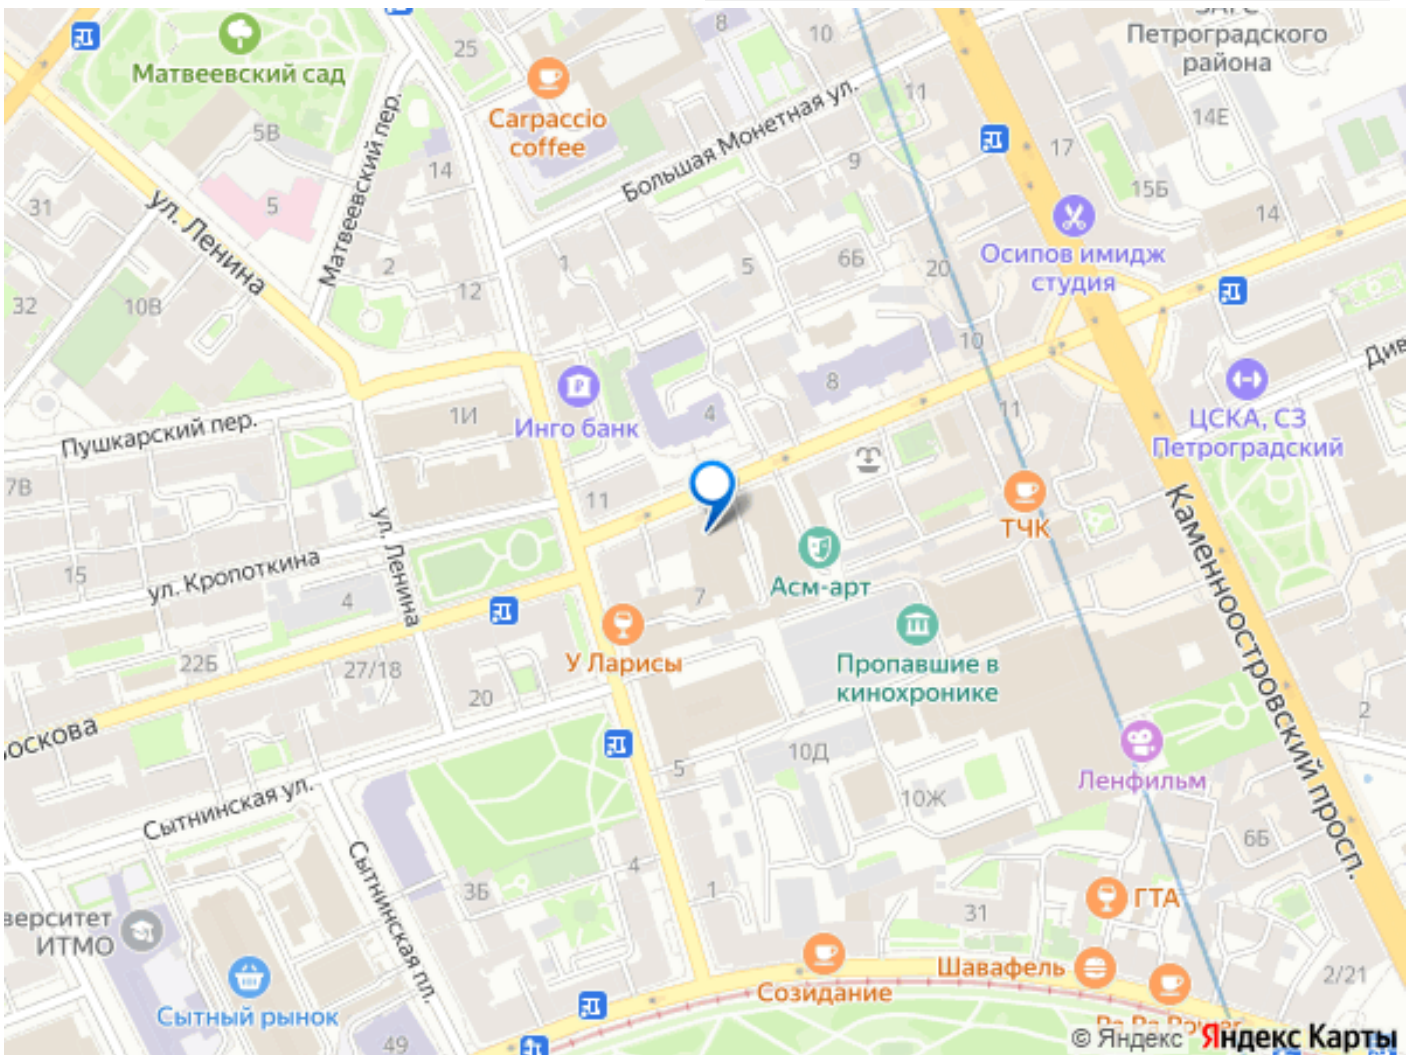 8
10
Петроградского
района
25
Матвеевский сад
Carpaccio
coffee
11
14Е
5В
Матвеевский пер.
14
Большая Монетная ул.
9
17
15Б
31
5
ул. Ленина
14
2
1
5
6Б
20
Осипов имидж
студия
32
10В
12
10
Див
1И
Инго банк
4
8
11
ЦСКА, СЗ
Петроградский
Пушкарский пер.
7В
11
ТЧК
Каменноостровский просп.
ул. Ленина
15
ул. Кропоткина
4
7
Асм-арт
22Б
27/18
У Ларисы
Пропавшие в
кинохронике
20
2
оскова
5
10Д
Ленфильм
10Ж
Сытнинская ул.
6Б
4
3Б
1
31
ГТА
верситет
ИТМО
Сытнинская пл.
Шавафель
2/21
Сытный рынок
Созидание
49
© Яндекс Яндекс Карты